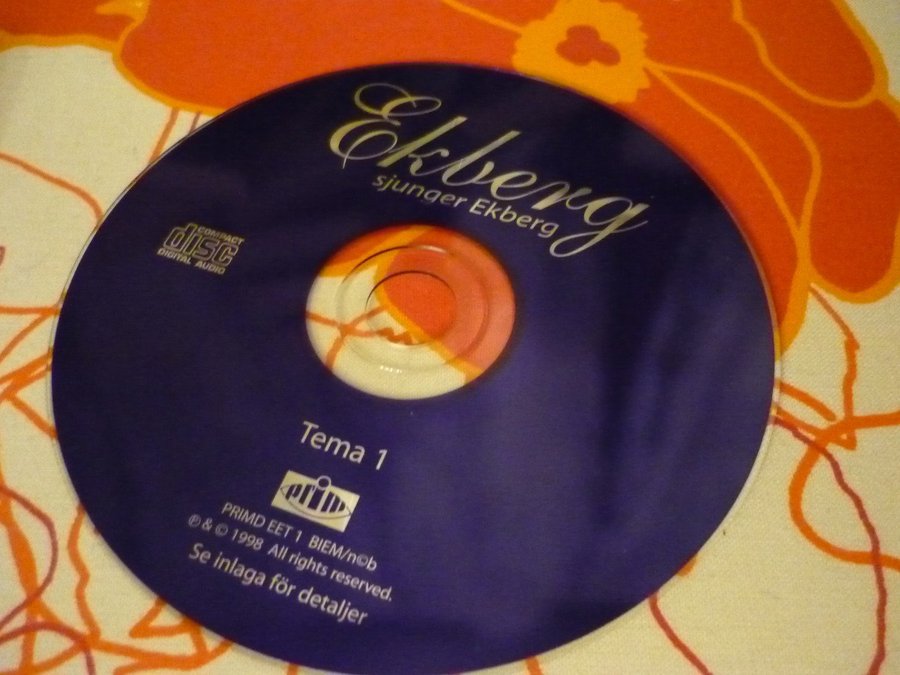 Ekberg
sjunger Ekberg
COMPACT
disc
DIGITAL AUDIO
Tema 1
prim
PRIMD EET 1 BIEM/n©b
℗ & © 1998 All rights reserved.
Se inlaga för detaljer